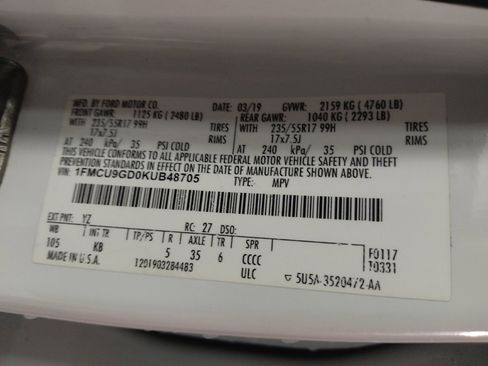 MFD. BY FORD MOTOR CO. DATE: 03/19 GVWR: 2159 KG (4760 LB)
FRONT GAWR: 1125 KG (2480 LB) REAR GAWR: 1040 KG (2293 LB)
WITH 235/55R17 99H TIRES WITH 235/55R17 99H TIRES
17x7.5J RIMS 17x7.5J RIMS
AT 240 kPa/ 35 PSI COLD AT 240 kPa/ 35 PSI COLD
THIS VEHICLE CONFORMS TO ALL APPLICABLE FEDERAL MOTOR VEHICLE SAFETY AND THEFT
PREVENTION STANDARDS IN EFFECT ON THE DATE OF MANUFACTURE SHOWN ABOVE.
VIN: 1FMCU9GD0KUB48705 TYPE: MPV
EXT PNT: YZ RC: 27 DSO:
WB INT TR TP/PS R AXLE TR SPR F0117
105 KB 5 35 6 CCCC T0331
MADE IN U.S.A. 1201903284483 ULC 5U5A-3520472-AA